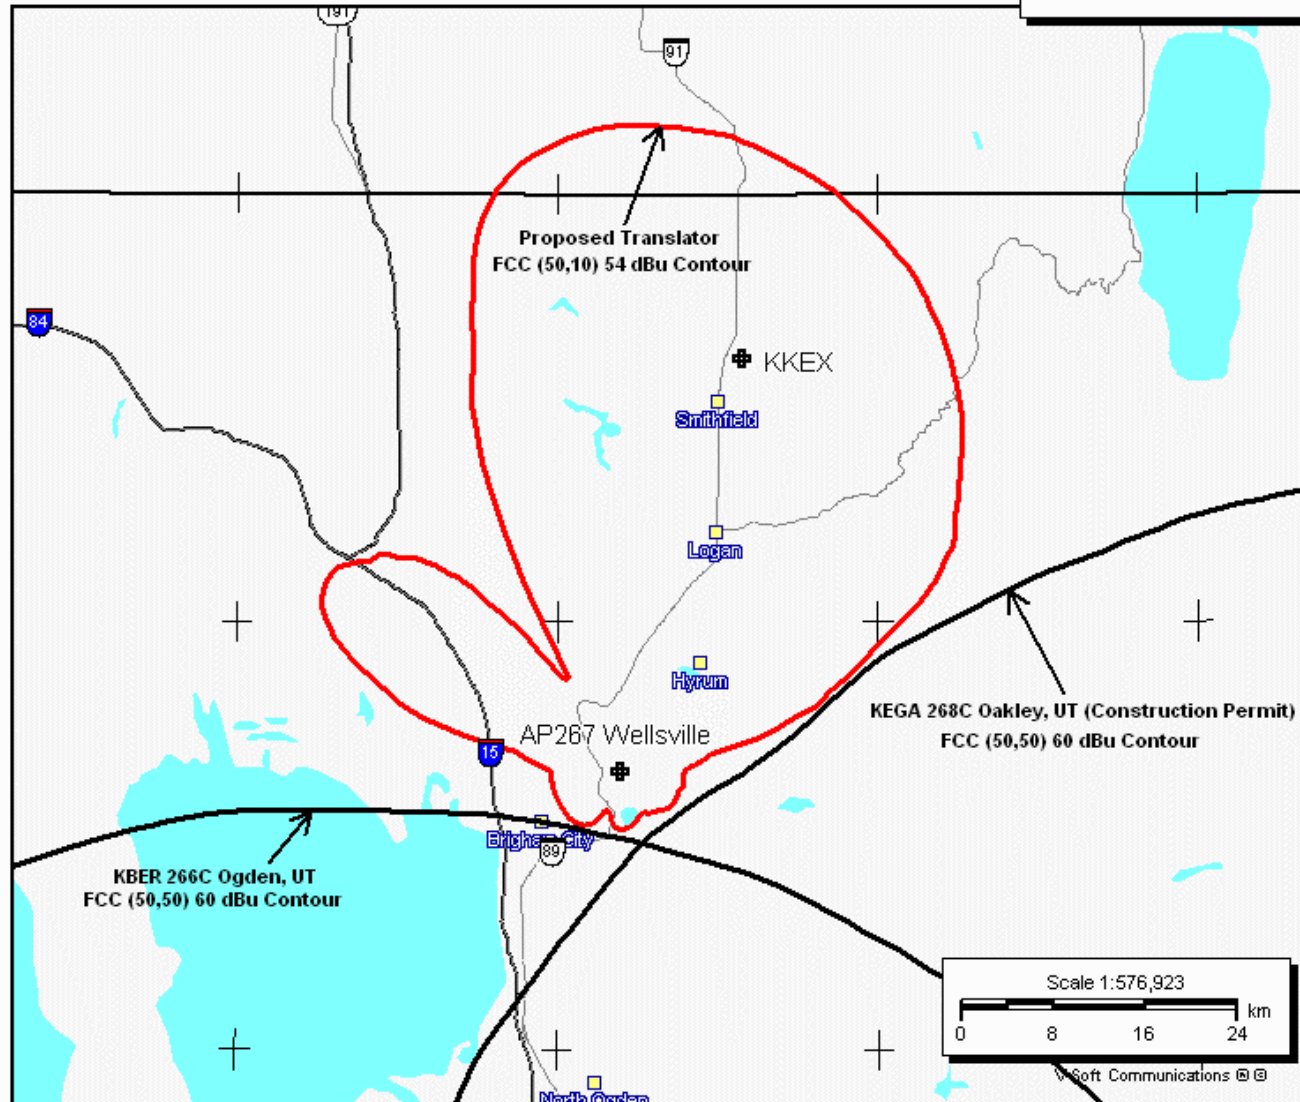 191
91
Proposed Translator
FCC (50,10) 54 dBu Contour
84
KKEX
Smithfield
Logan
Hyrum
KEGA 268C Oakley, UT (Construction Permit)
FCC (50,50) 60 dBu Contour
AP267 Wellsville
15
Brigham City
89
KBER 266C Ogden, UT
FCC (50,50) 60 dBu Contour
Scale 1:576,923
km
0 8 16 24
V-Soft Communications ® ©
North Ogden